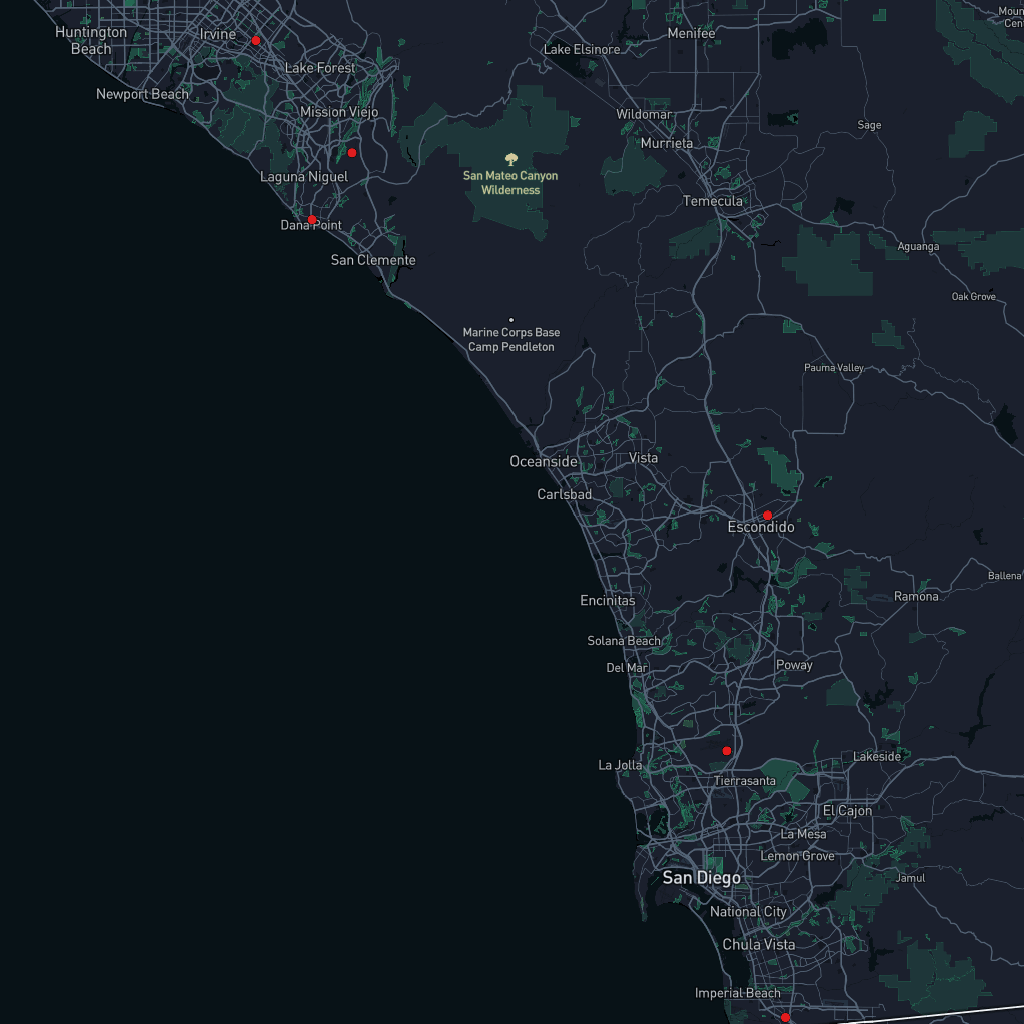 Huntington
Beach
Irvine
Lake Elsinore
Menifee
Lake Forest
Newport Beach
Mission Viejo
Wildomar
Sage
Murrieta
Laguna Niguel
San Mateo Canyon
Wilderness
Temecula
Dana Point
Aguanga
San Clemente
Oak Grove
Marine Corps Base
Camp Pendleton
Pauma Valley
Oceanside
Vista
Carlsbad
Escondido
Ballena
Encinitas
Ramona
Solana Beach
Del Mar
Poway
La Jolla
Lakeside
Tierrasanta
El Cajon
La Mesa
Lemon Grove
San Diego
Jamul
National City
Chula Vista
Imperial Beach